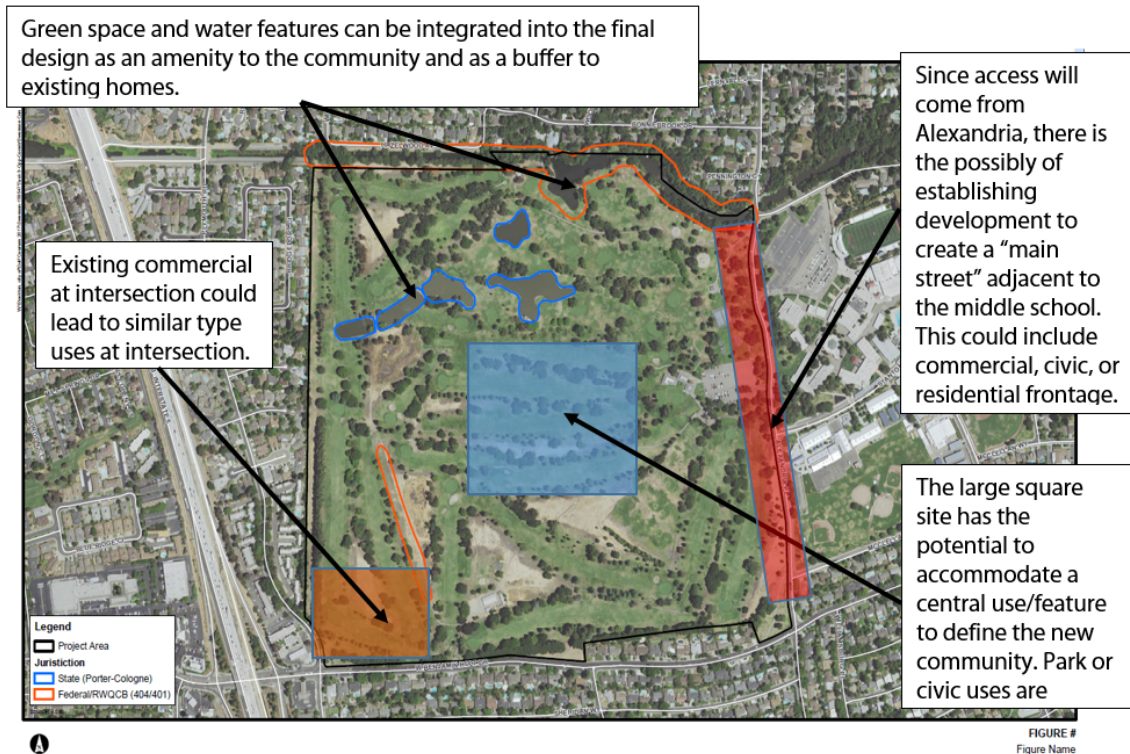 Green space and water features can be integrated into the final
design as an amenity to the community and as a buffer to
existing homes.
Since access will
come from
Alexandria, there is
the possibly of
establishing
development to
create a “main
street” adjacent to
the middle school.
This could include
commercial, civic, or
residential frontage.
Existing commercial
at intersection could
lead to similar type
uses at intersection.
The large square
site has the
potential to
accommodate a
central use/feature
to define the new
community. Park or
civic uses are
Legend
Project Area
Jurisdiction
State (Porter-Cologne)
Federal/RWQCB (404/401)
FIGURE #
Figure Name